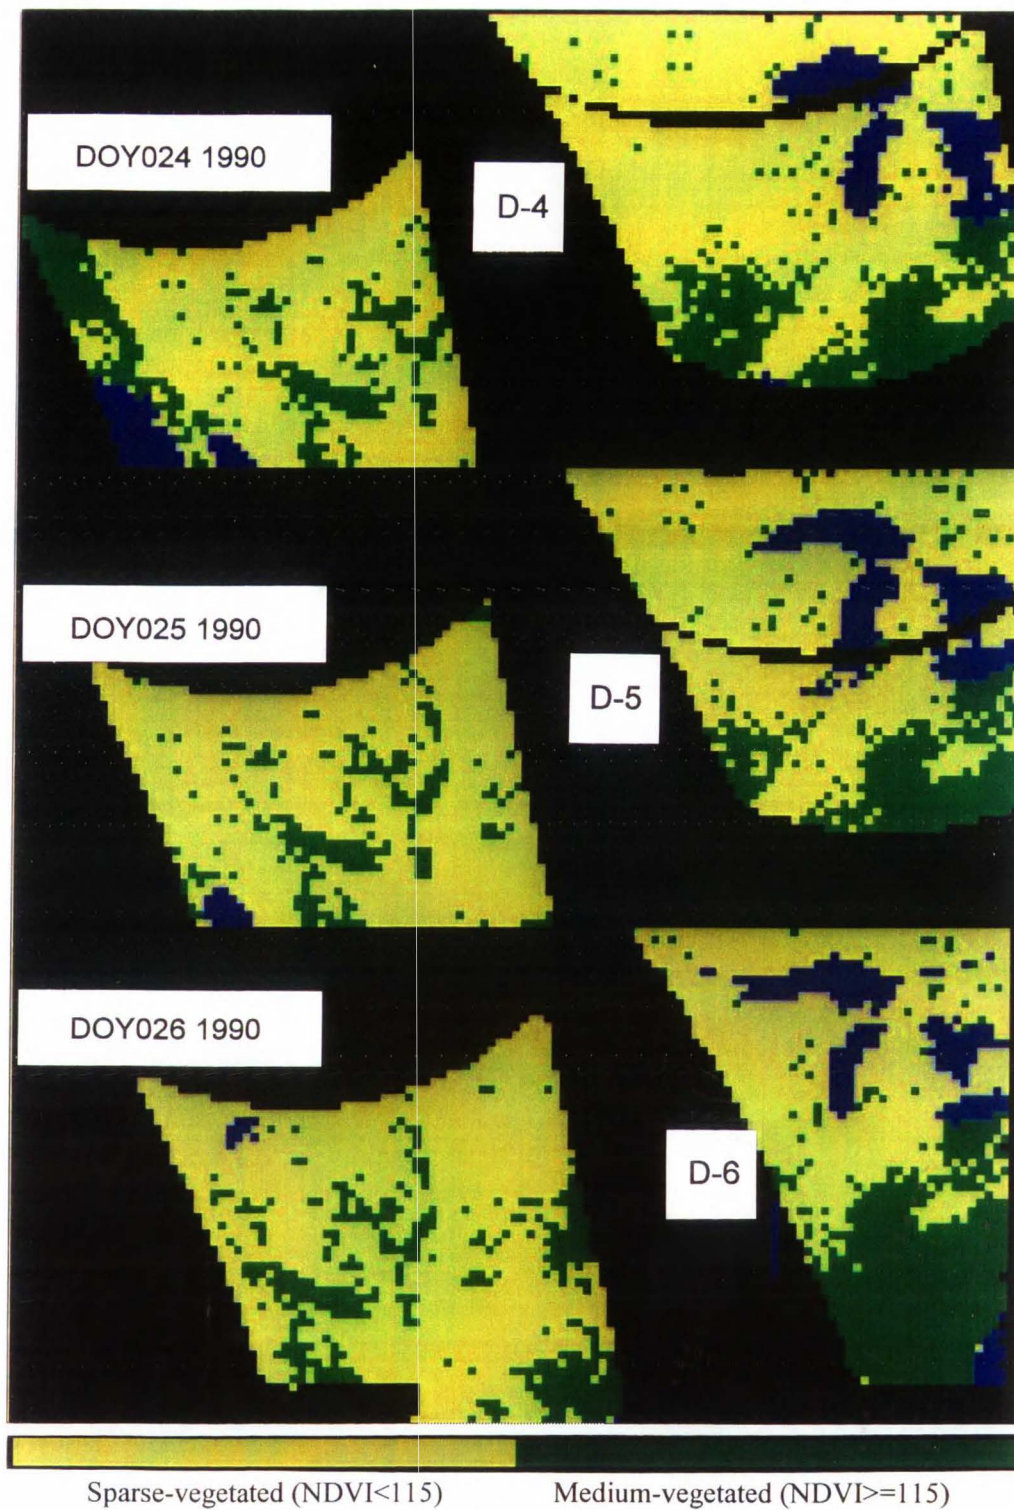 DOY024 1990
D-4
DOY025 1990
D-5
DOY026 1990
D-6
Sparse-vegetated (NDVI<115) Medium-vegetated (NDVI>=115)